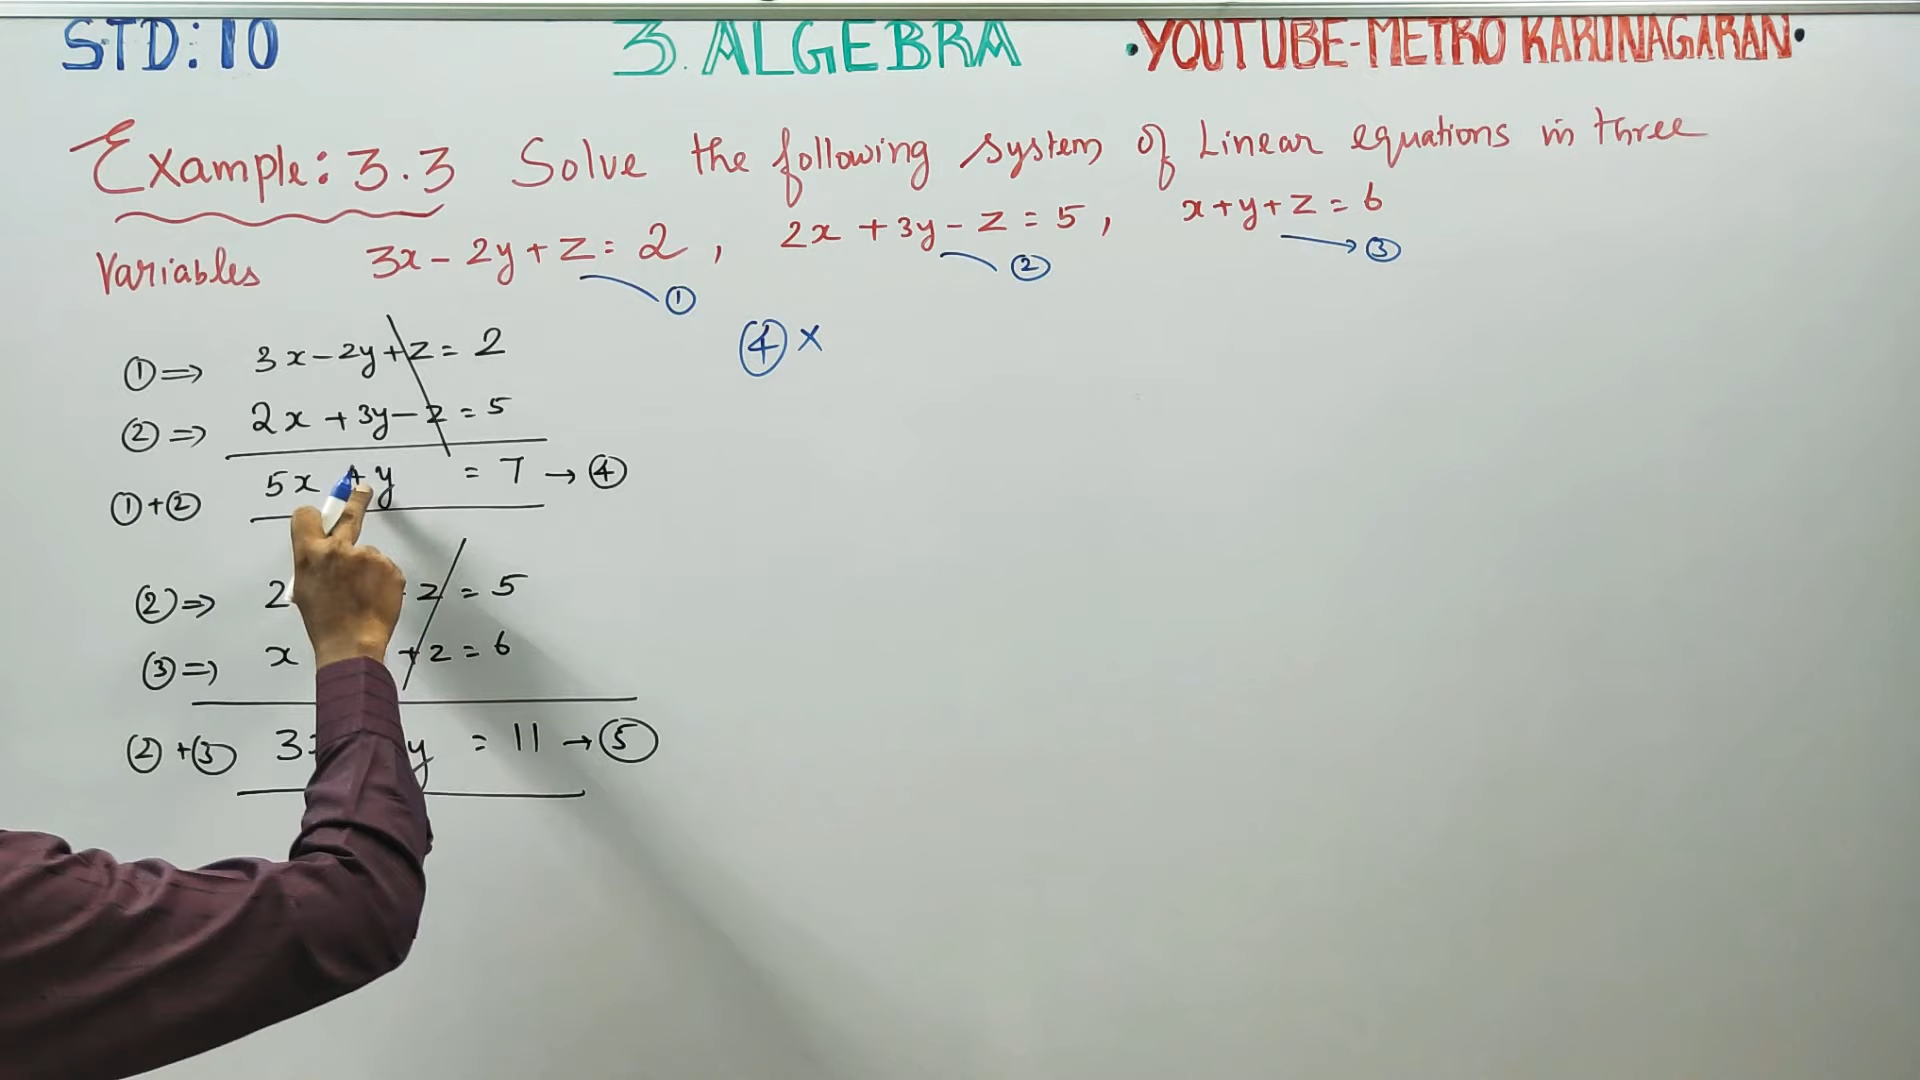 STD: 10 3. ALGEBRA •YOUTUBE-METRO KARUNAGARAN•
Example: 3.3 Solve the following system of Linear equations in three
Variables 3x - 2y + z = 2 , 2x + 3y - z = 5 , x + y + z = 6
① ② → ③
① ⇒ 3x - 2y + z = 2
② ⇒ 2x + 3y - z = 5
① + ② 5x + y = 7 → ④
② ⇒ 2 z = 5
③ ⇒ x + z = 6
② + ③ 3 y = 11 → ⑤
④ ×